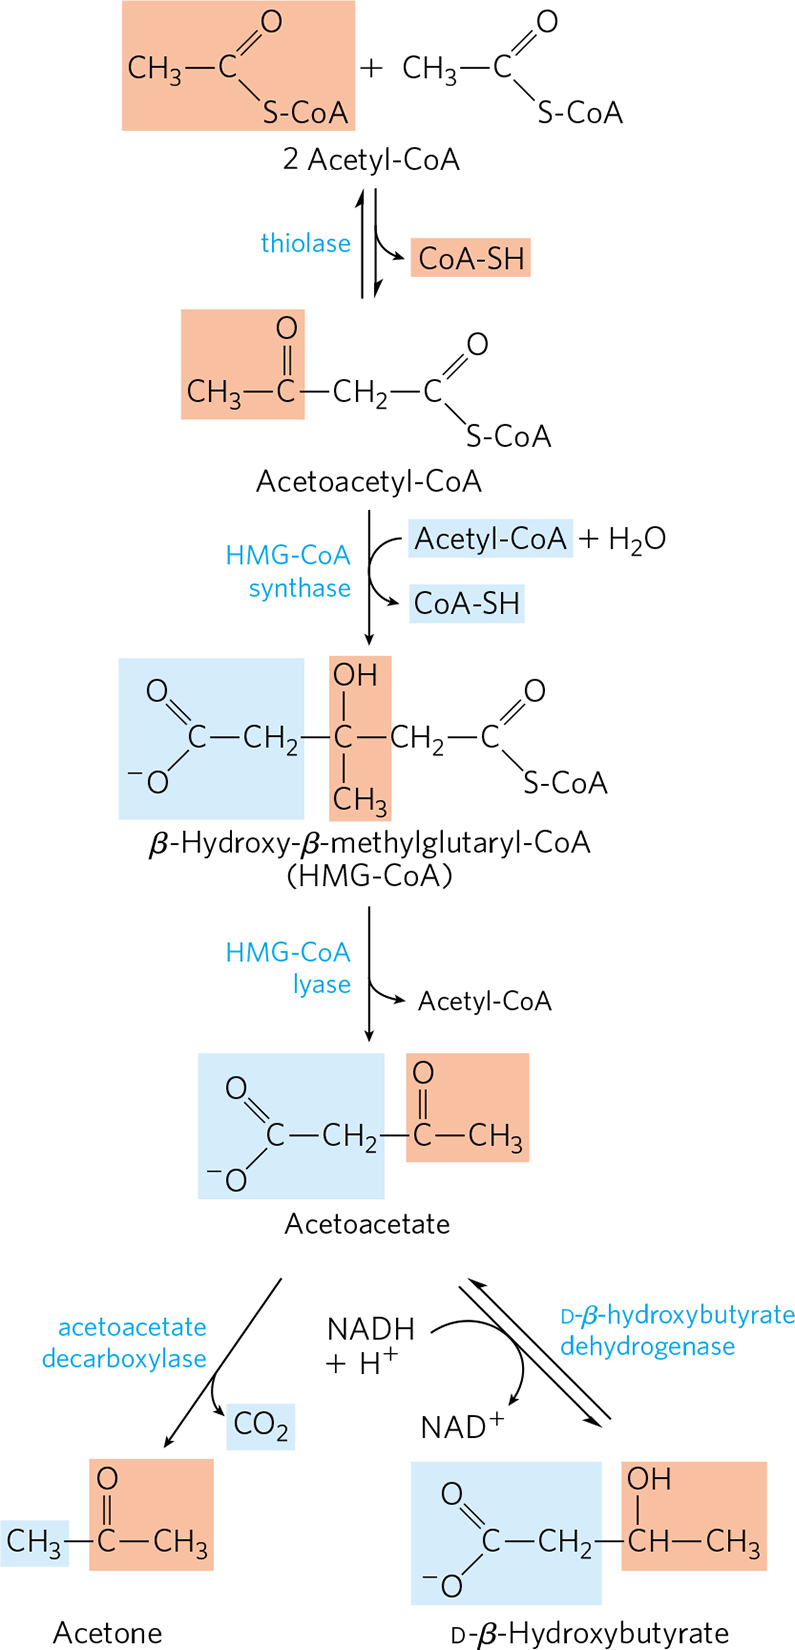 CH₃—C
O
S-CoA
+
CH₃—C
O
S-CoA
2 Acetyl-CoA
thiolase
CoA-SH
O
CH₃—C—CH₂—C
O
S-CoA
Acetoacetyl-CoA
HMG-CoA
synthase
Acetyl-CoA + H₂O
CoA-SH
O
⁻O
OH
C—CH₂—C—CH₂—C
CH₃
O
S-CoA
β-Hydroxy-β-methylglutaryl-CoA
(HMG-CoA)
HMG-CoA
lyase
Acetyl-CoA
O
O
C—CH₂—C—CH₃
⁻O
Acetoacetate
acetoacetate
decarboxylase
CO₂
NADH
+ H⁺
NAD⁺
D-β-hydroxybutyrate
dehydrogenase
O
CH₃—C—CH₃
Acetone
O
OH
C—CH₂—CH—CH₃
⁻O
D-β-Hydroxybutyrate